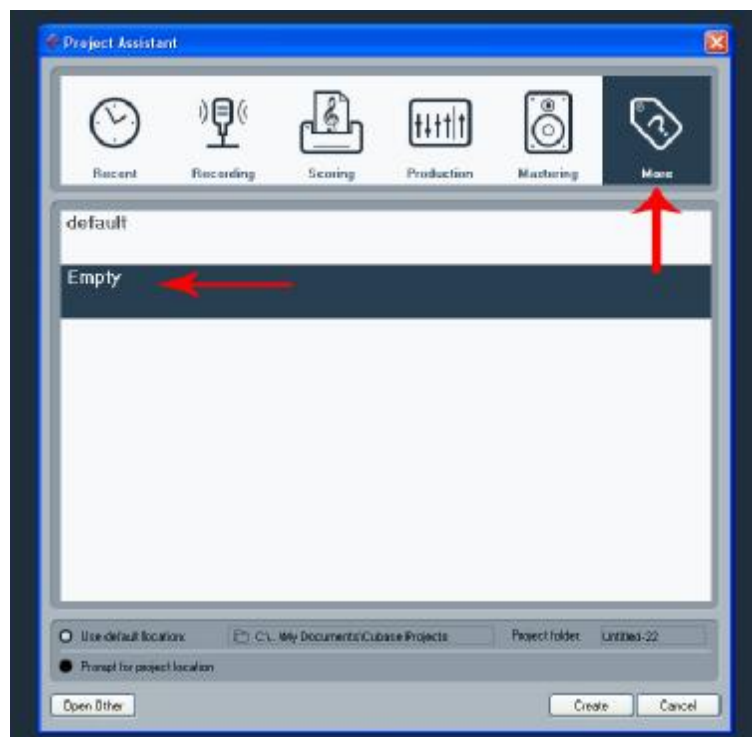 Project Assistant
Recent Recording Scoring Production Mastering More
default
Empty
Use default location: C:\.. My Documents\Cubase Projects Project folder: Untitled-22
Prompt for project location
Open Other Create Cancel